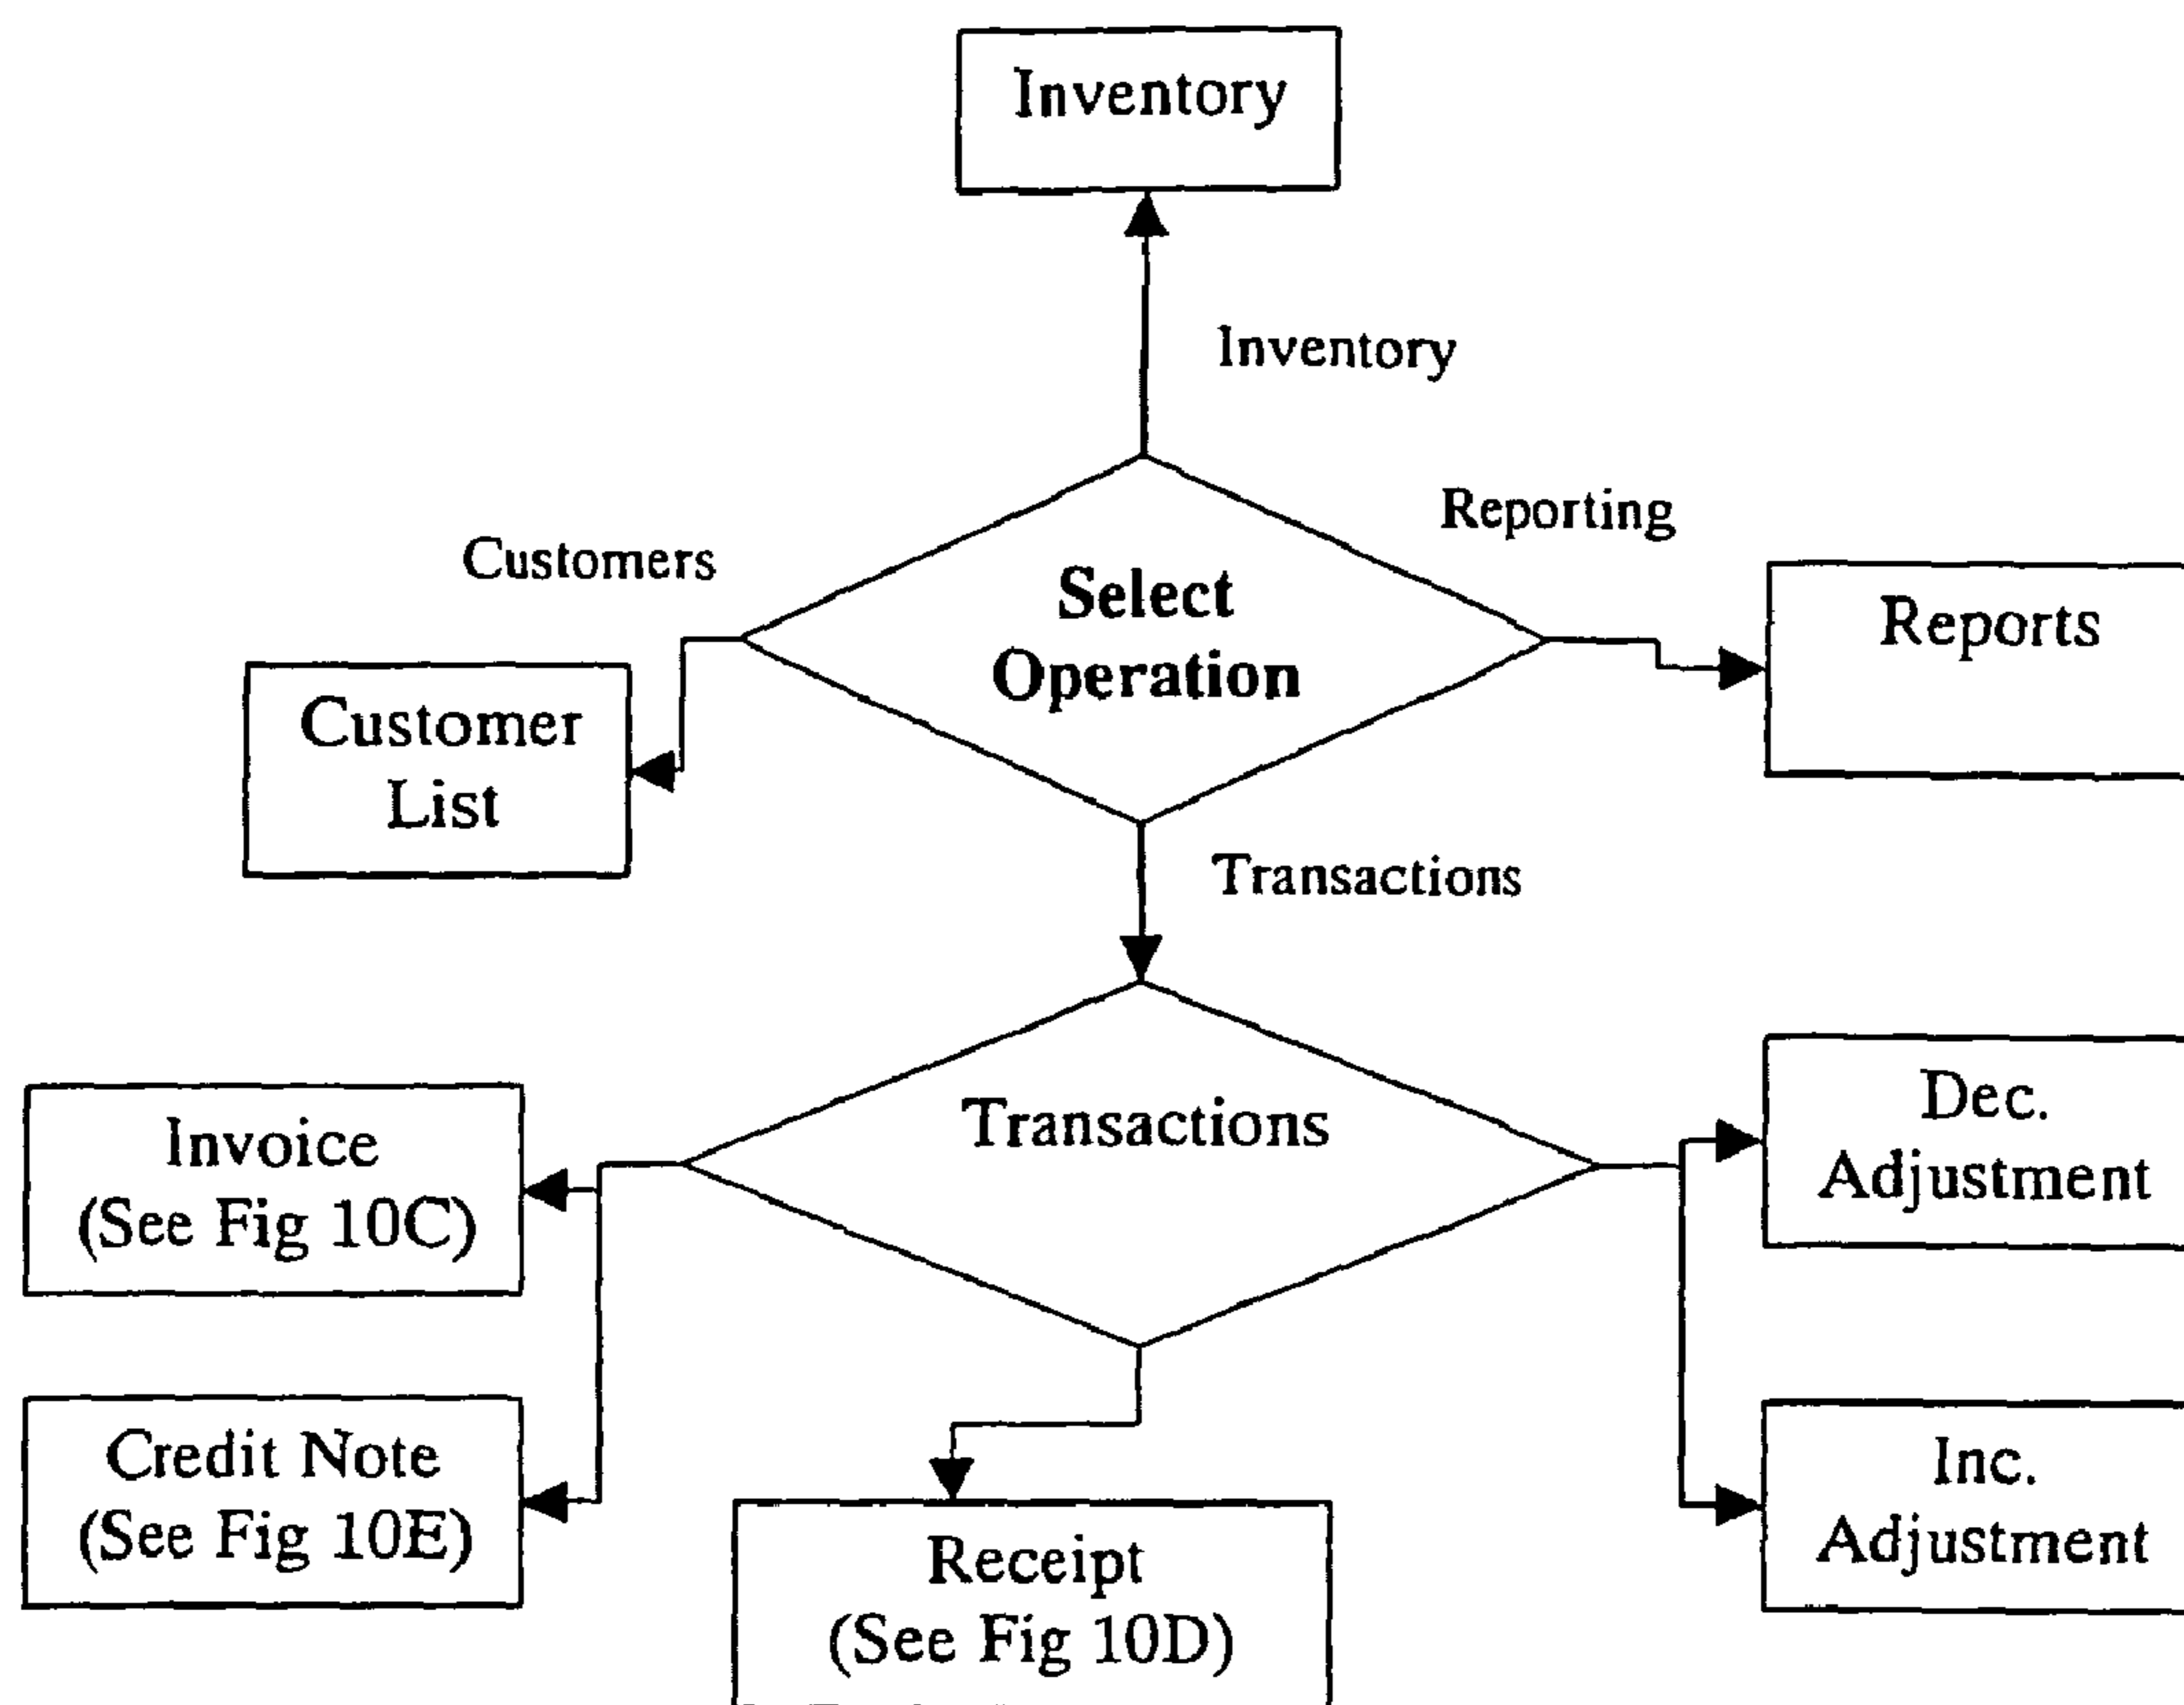 Inventory
Inventory
Reporting
Customers
Select
Operation
Reports
Customer
List
Transactions
Transactions
Dec.
Adjustment
Invoice
(See Fig 10C)
Credit Note
(See Fig 10E)
Inc.
Adjustment
Receipt
(See Fig 10D)